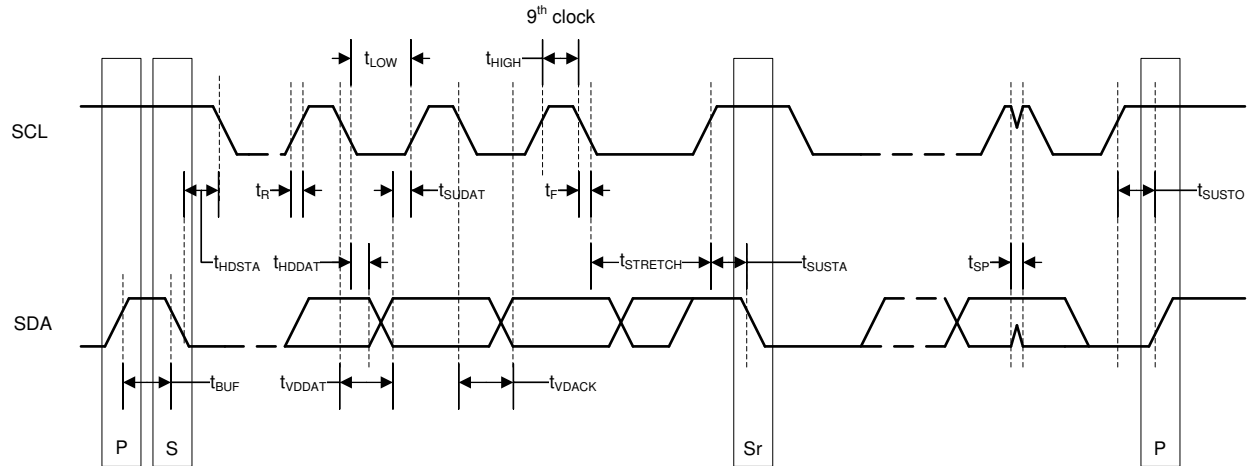 9th clock
tLOW
tHIGH
SCL
tR
tSUDAT
tF
tSUSTO
tHDSTA
tHDDAT
tSTRETCH
tSUSTA
tSP
SDA
tBUF
tVDDAT
tVDACK
P
S
Sr
P